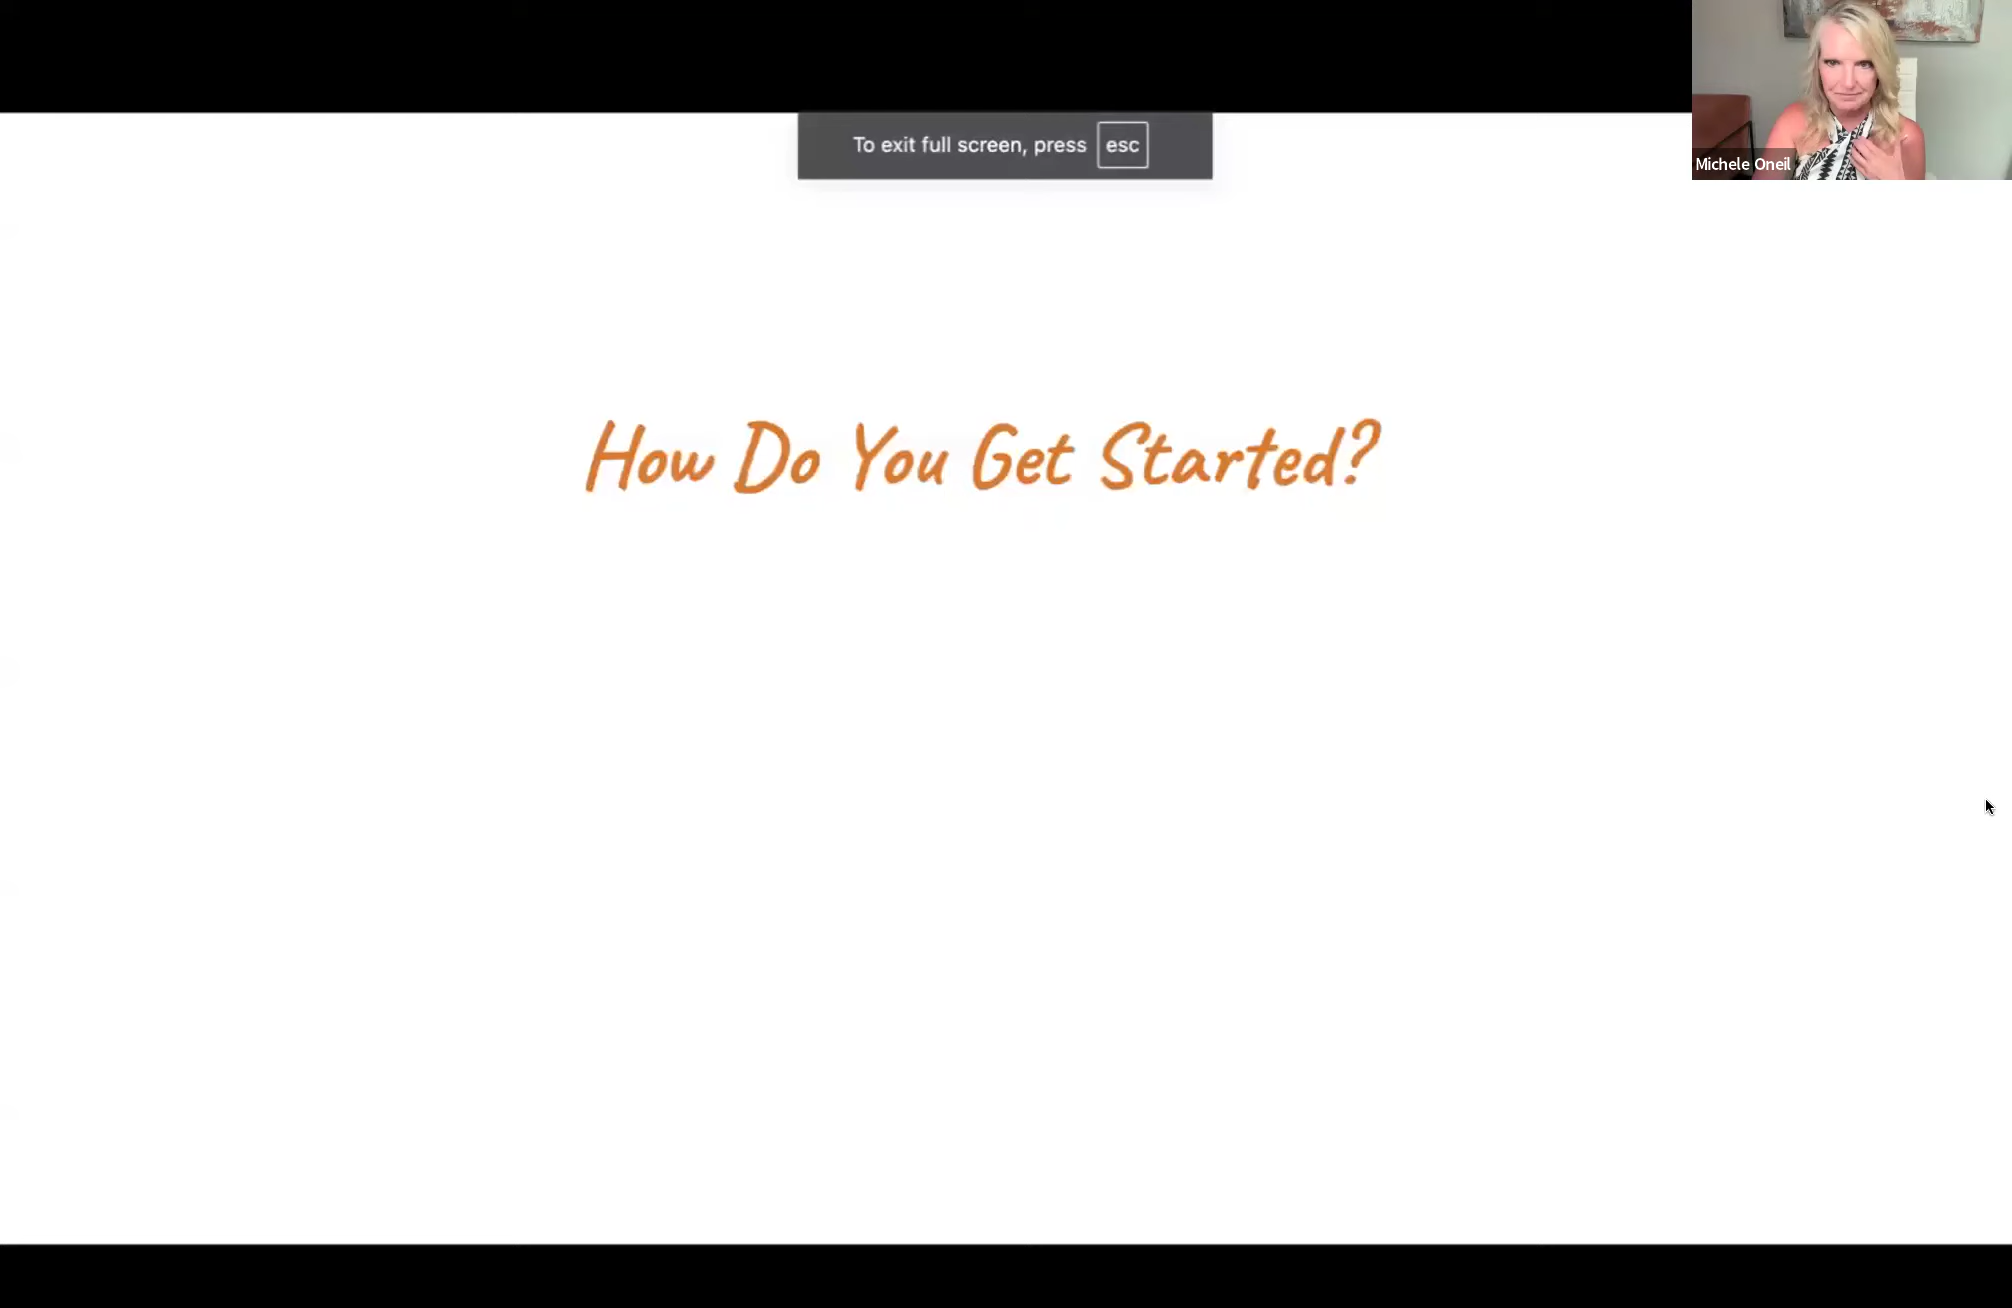 To exit full screen, press esc
Michele Oneil
How Do You Get Started?